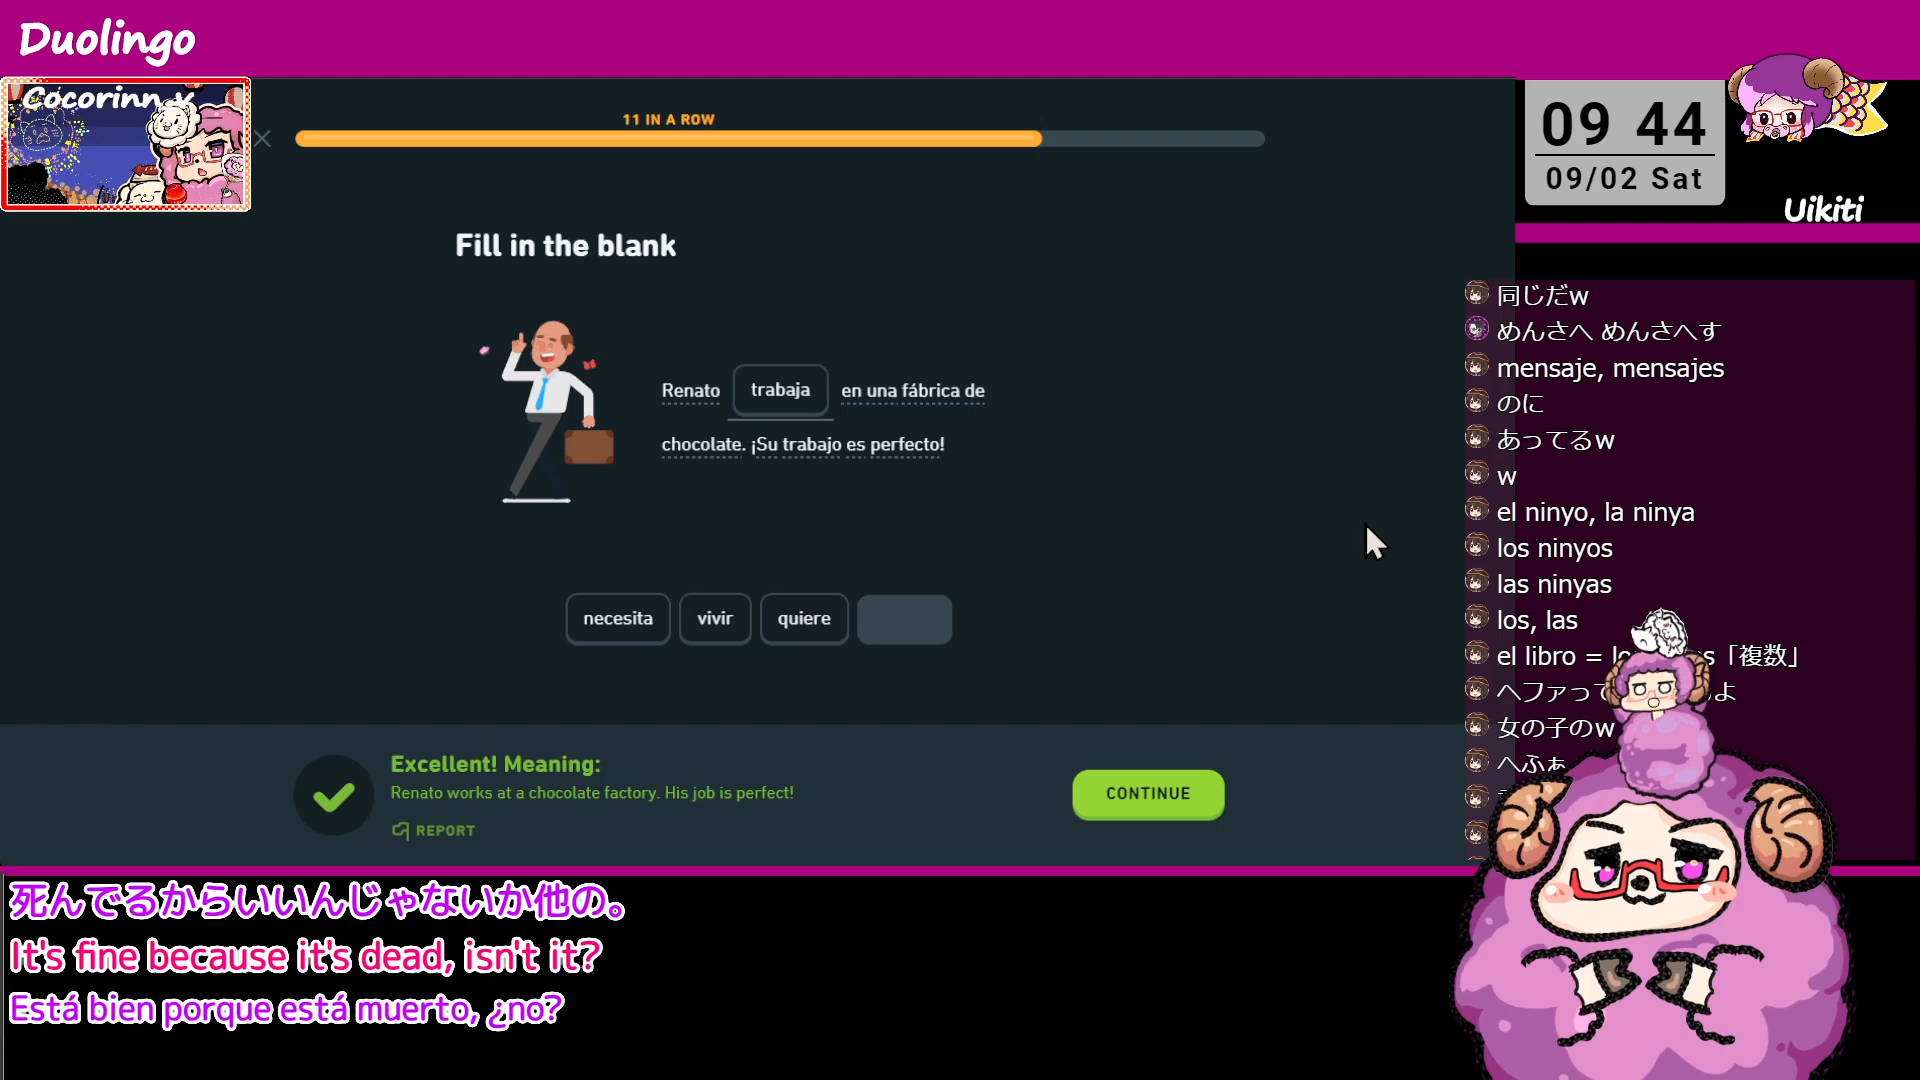 Duolingo
Cocorinn_y
11 IN A ROW
09 44
09/02 Sat
Uikiti
Fill in the blank
Renato trabaja en una fábrica de
chocolate. ¡Su trabajo es perfecto!
necesita vivir quiere
Excellent! Meaning:
Renato works at a chocolate factory. His job is perfect!
REPORT
CONTINUE
同じだw
めんさへ めんさへす
mensaje, mensajes
のに
あってるw
w
el ninyo, la ninya
los ninyos
las ninyas
los, las
el libro = 「複数」
ヘファって よ
女の子のw
へふぁ
死んでるからいいんじゃないか他の。
It's fine because it's dead, isn't it?
Está bien porque está muerto, ¿no?